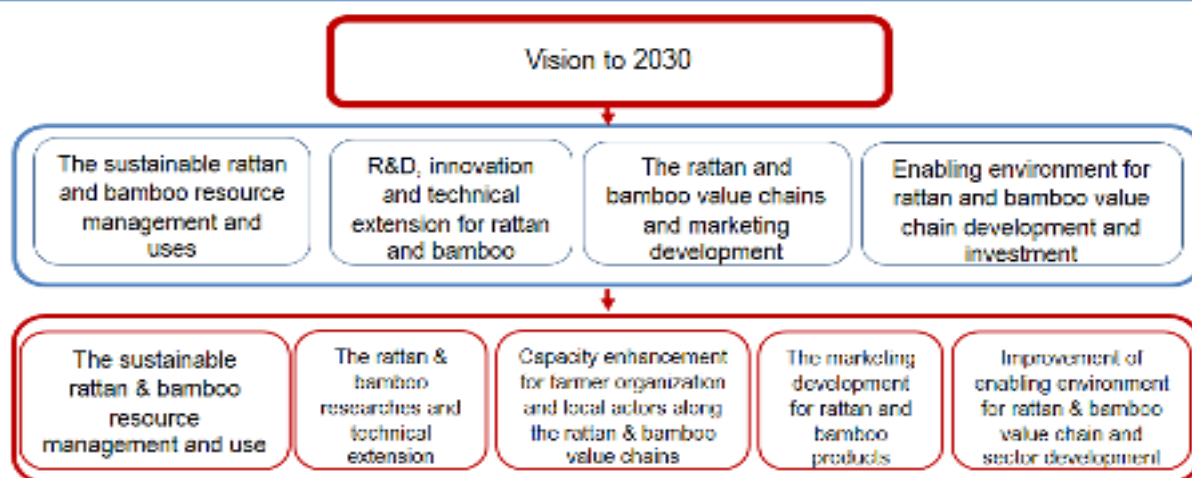 Vision to 2030
The sustainable rattan
and bamboo resource
management and
uses
R&D, innovation
and technical
extension for rattan
and bamboo
The rattan and
bamboo value chains
and marketing
development
Enabling environment for
rattan and bamboo value
chain development and
investment
The sustainable
rattan & bamboo
resource
management and use
The rattan &
bamboo
researches and
technical
extension
Capacity enhancement
for farmer organization
and local actors along
the rattan & bamboo
value chains
The marketing
development
for rattan and
bamboo
products
Improvement of
enabling environment
for rattan & bamboo
value chain and
sector development